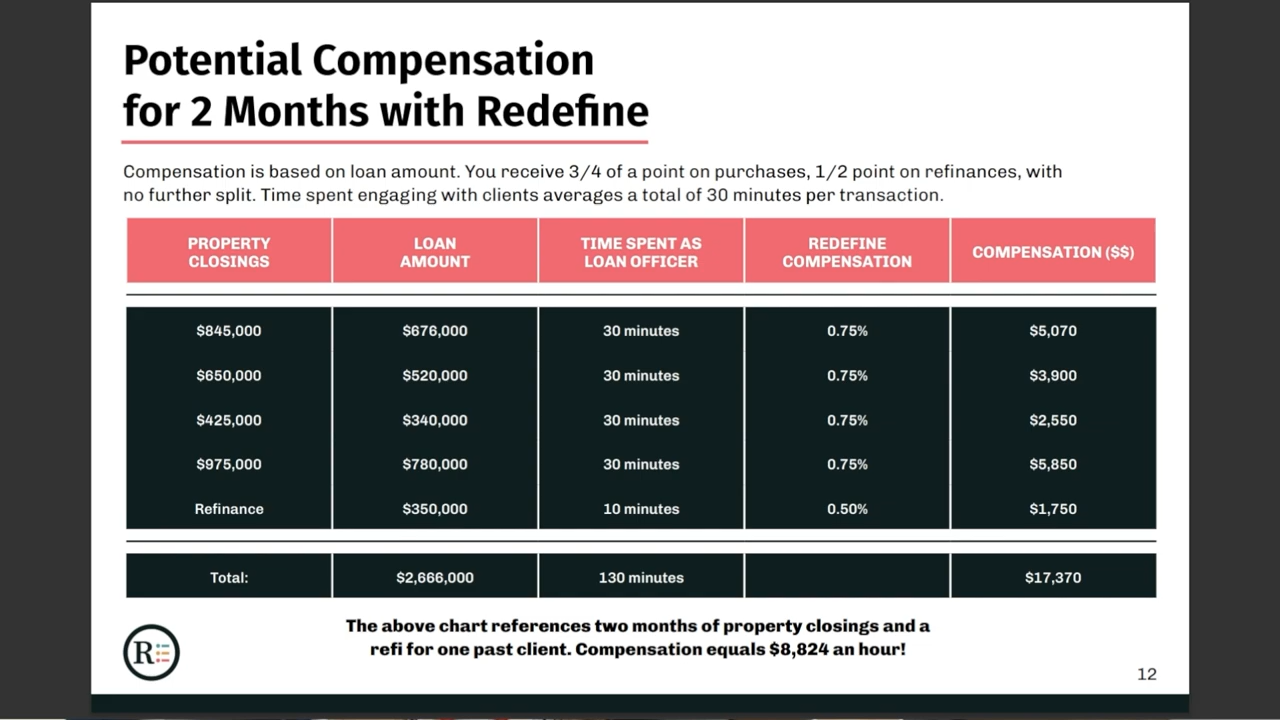 Potential Compensation
for 2 Months with Redefine
Compensation is based on loan amount. You receive 3/4 of a point on purchases, 1/2 point on refinances, with
no further split. Time spent engaging with clients averages a total of 30 minutes per transaction.
PROPERTY CLOSINGS LOAN AMOUNT TIME SPENT AS LOAN OFFICER REDEFINE COMPENSATION COMPENSATION ($$)
$845,000 $676,000 30 minutes 0.75% $5,070
$650,000 $520,000 30 minutes 0.75% $3,900
$425,000 $340,000 30 minutes 0.75% $2,550
$975,000 $780,000 30 minutes 0.75% $5,850
Refinance $350,000 10 minutes 0.50% $1,750
Total: $2,666,000 130 minutes $17,370
The above chart references two months of property closings and a
refi for one past client. Compensation equals $8,824 an hour!
R
12